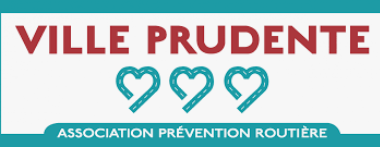 VILLE PRUDENTE
ASSOCIATION PRÉVENTION ROUTIÈRE